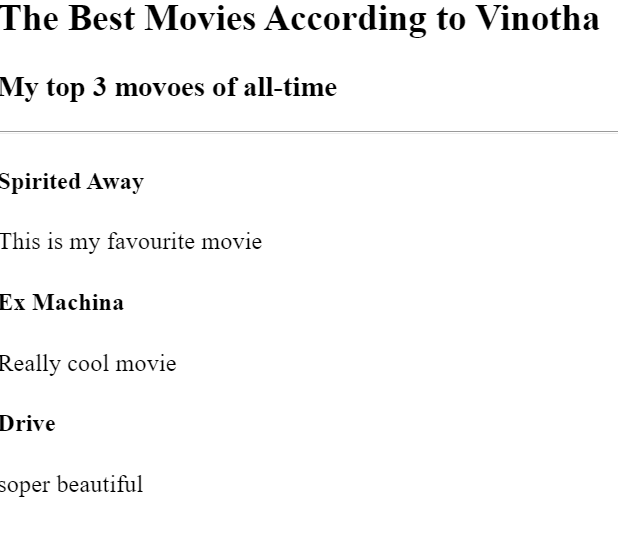 The Best Movies According to Vinotha
My top 3 movoes of all-time
Spirited Away
This is my favourite movie
Ex Machina
Really cool movie
Drive
soper beautiful